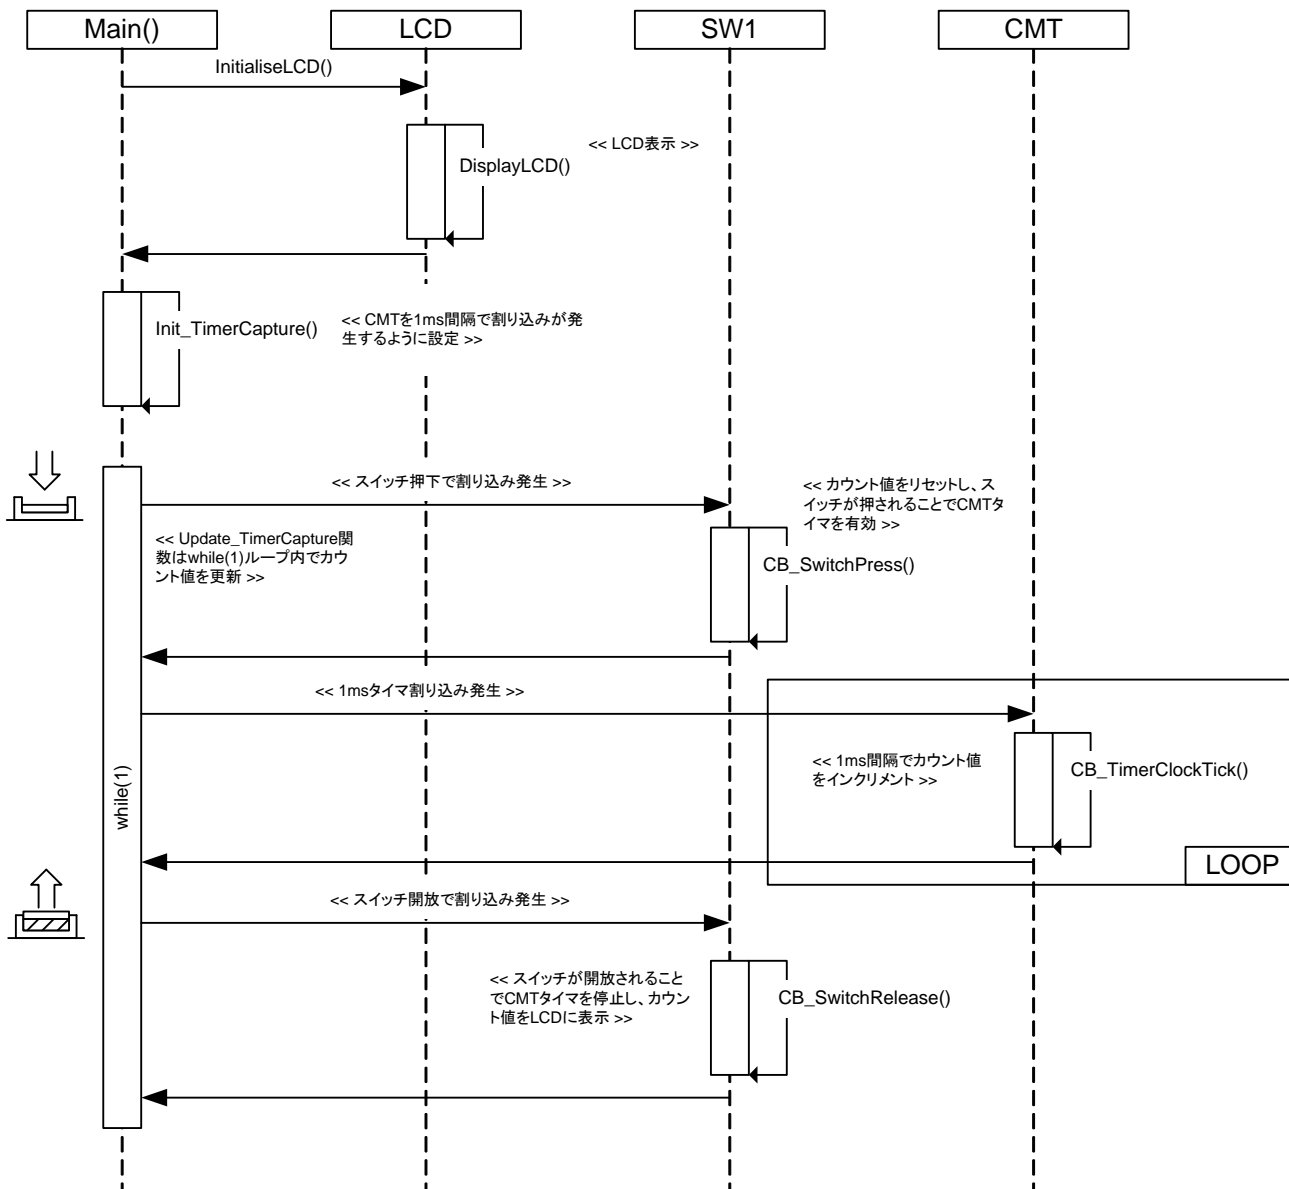 Main()
LCD
SW1
CMT
InitialiseLCD()
<< LCD表示 >>
DisplayLCD()
Init_TimerCapture()
<< CMTを1ms間隔で割り込みが発
生するように設定 >>
<< スイッチ押下で割り込み発生 >>
<< カウント値をリセットし、ス
イッチが押されることでCMTタ
イマを有効 >>
<< Update_TimerCapture関
数はwhile(1)ループ内でカウ
ント値を更新 >>
CB_SwitchPress()
<< 1msタイマ割り込み発生 >>
<< 1ms間隔でカウント値
をインクリメント >>
CB_TimerClockTick()
while(1)
LOOP
<< スイッチ開放で割り込み発生 >>
<< スイッチが開放されること
でCMTタイマを停止し、カウン
ト値をLCDに表示 >>
CB_SwitchRelease()